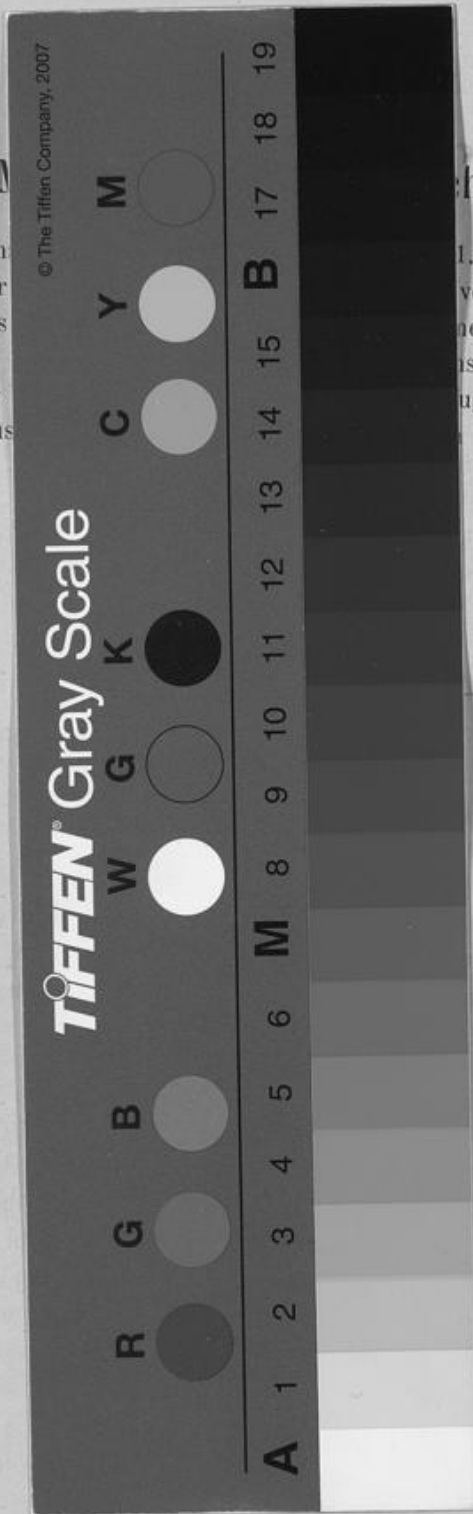 © The Tiffen Company, 2007
TIFFEN® Gray Scale
R G B W G K C Y M
A 1 2 3 4 5 6 M 8 9 10 11 12 13 14 15 B 17 18 19